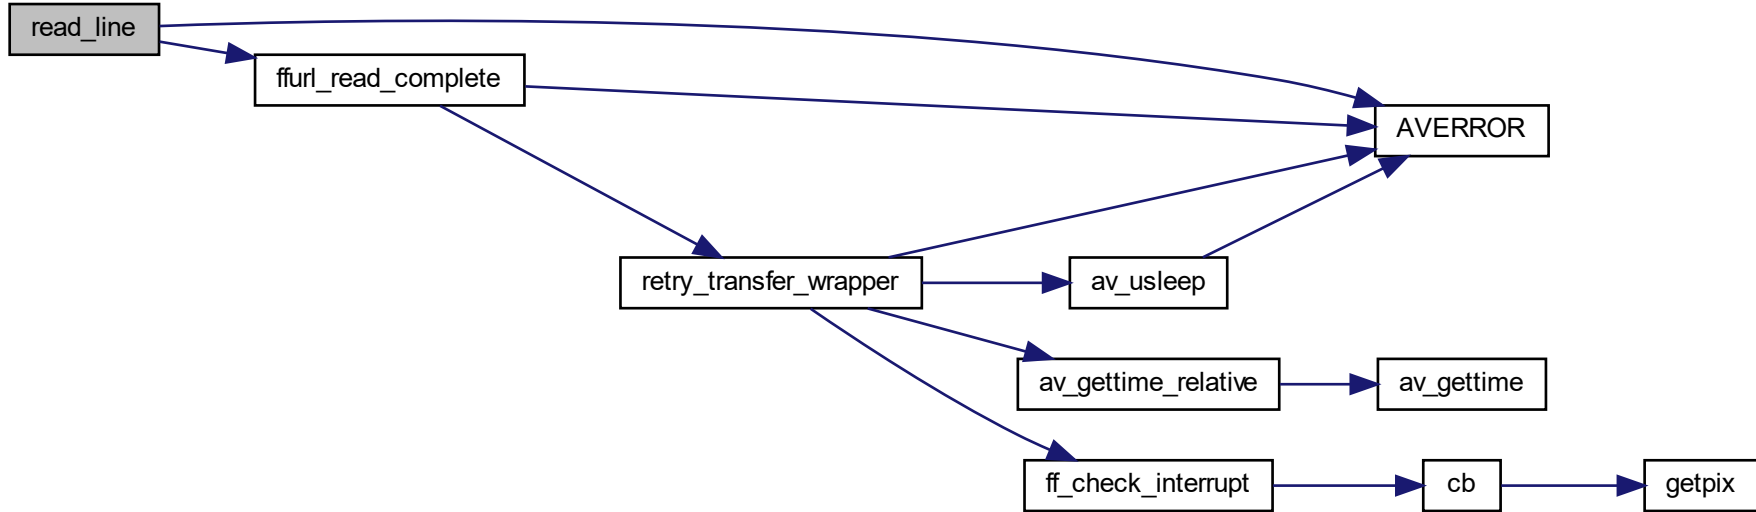 read_line
ffurl_read_complete
AVERROR
retry_transfer_wrapper
av_usleep
av_gettime_relative
av_gettime
ff_check_interrupt
cb
getpix